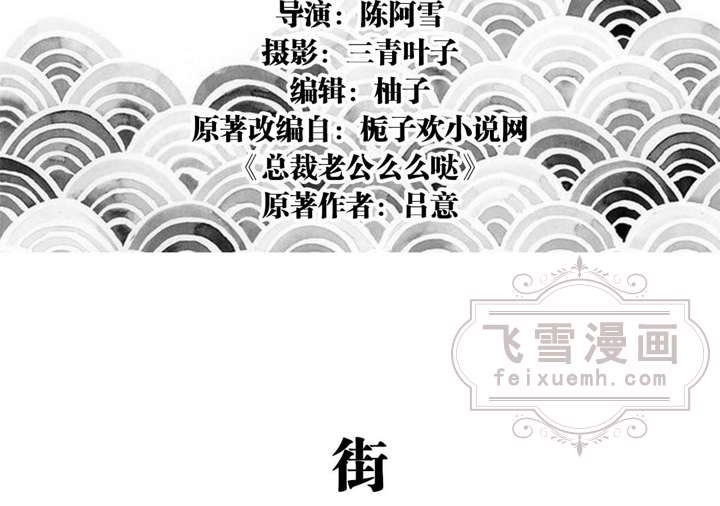 导演：陈阿雪
摄影：三青叶子
编辑：柚子
原著改编自：栀子欢小说网
《总裁老公么么哒》
原著作者：吕意
飞雪漫画
feixuemh.com
街